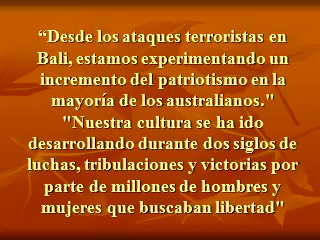 “Desde los ataques terroristas en
Bali, estamos experimentando un
incremento del patriotismo en la
mayoría de los australianos."
"Nuestra cultura se ha ido
desarrollando durante dos siglos de
luchas, tribulaciones y victorias por
parte de millones de hombres y
mujeres que buscaban libertad"